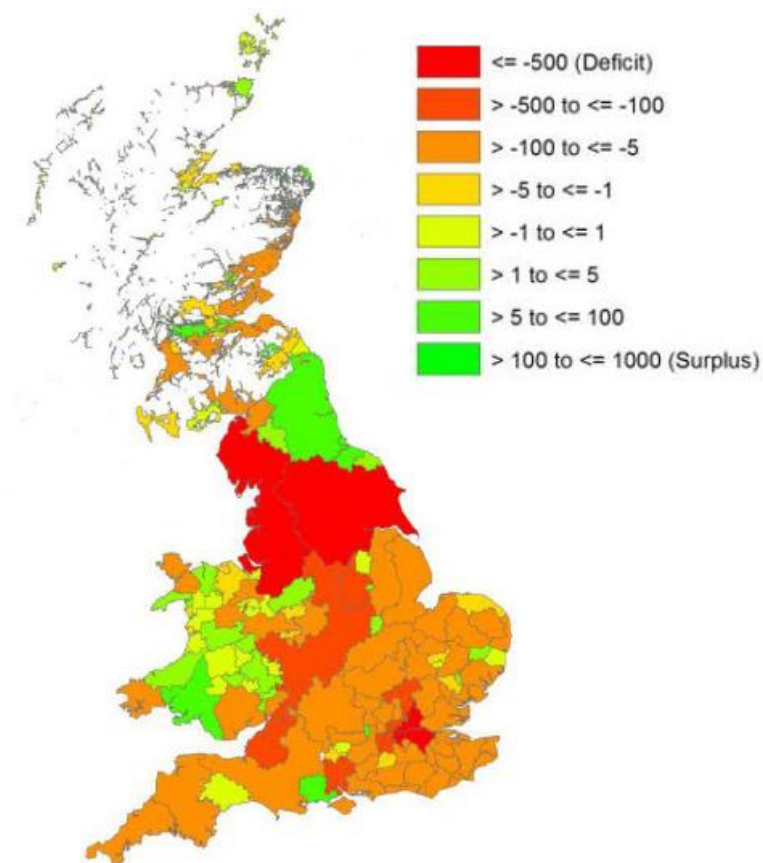 <= -500 (Deficit)
> -500 to <= -100
> -100 to <= -5
> -5 to <= -1
> -1 to <= 1
> 1 to <= 5
> 5 to <= 100
> 100 to <= 1000 (Surplus)